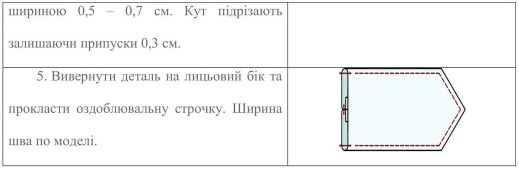 шириною 0,5 – 0,7 см. Кут підрізають
залишаючи припуски 0,3 см.
5. Вивернути деталь на лицьовий бік та
прокласти оздоблювальну строчку. Ширина
шва по моделі.